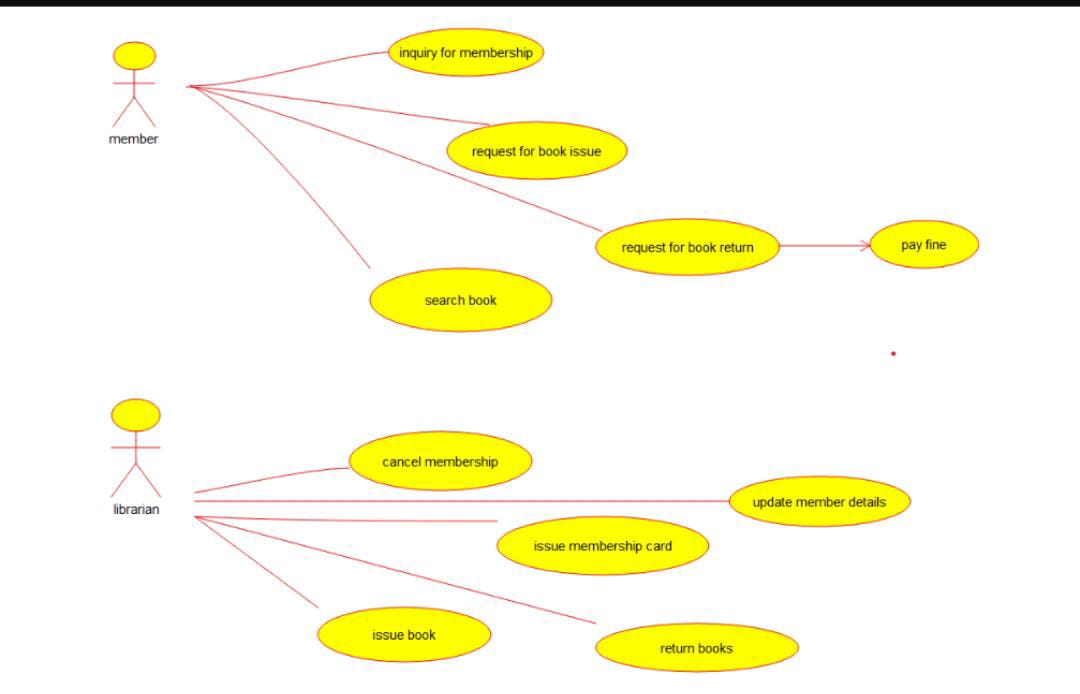 inquiry for membership
member
request for book issue
request for book return
pay fine
search book
cancel membership
update member details
librarian
issue membership card
issue book
return books